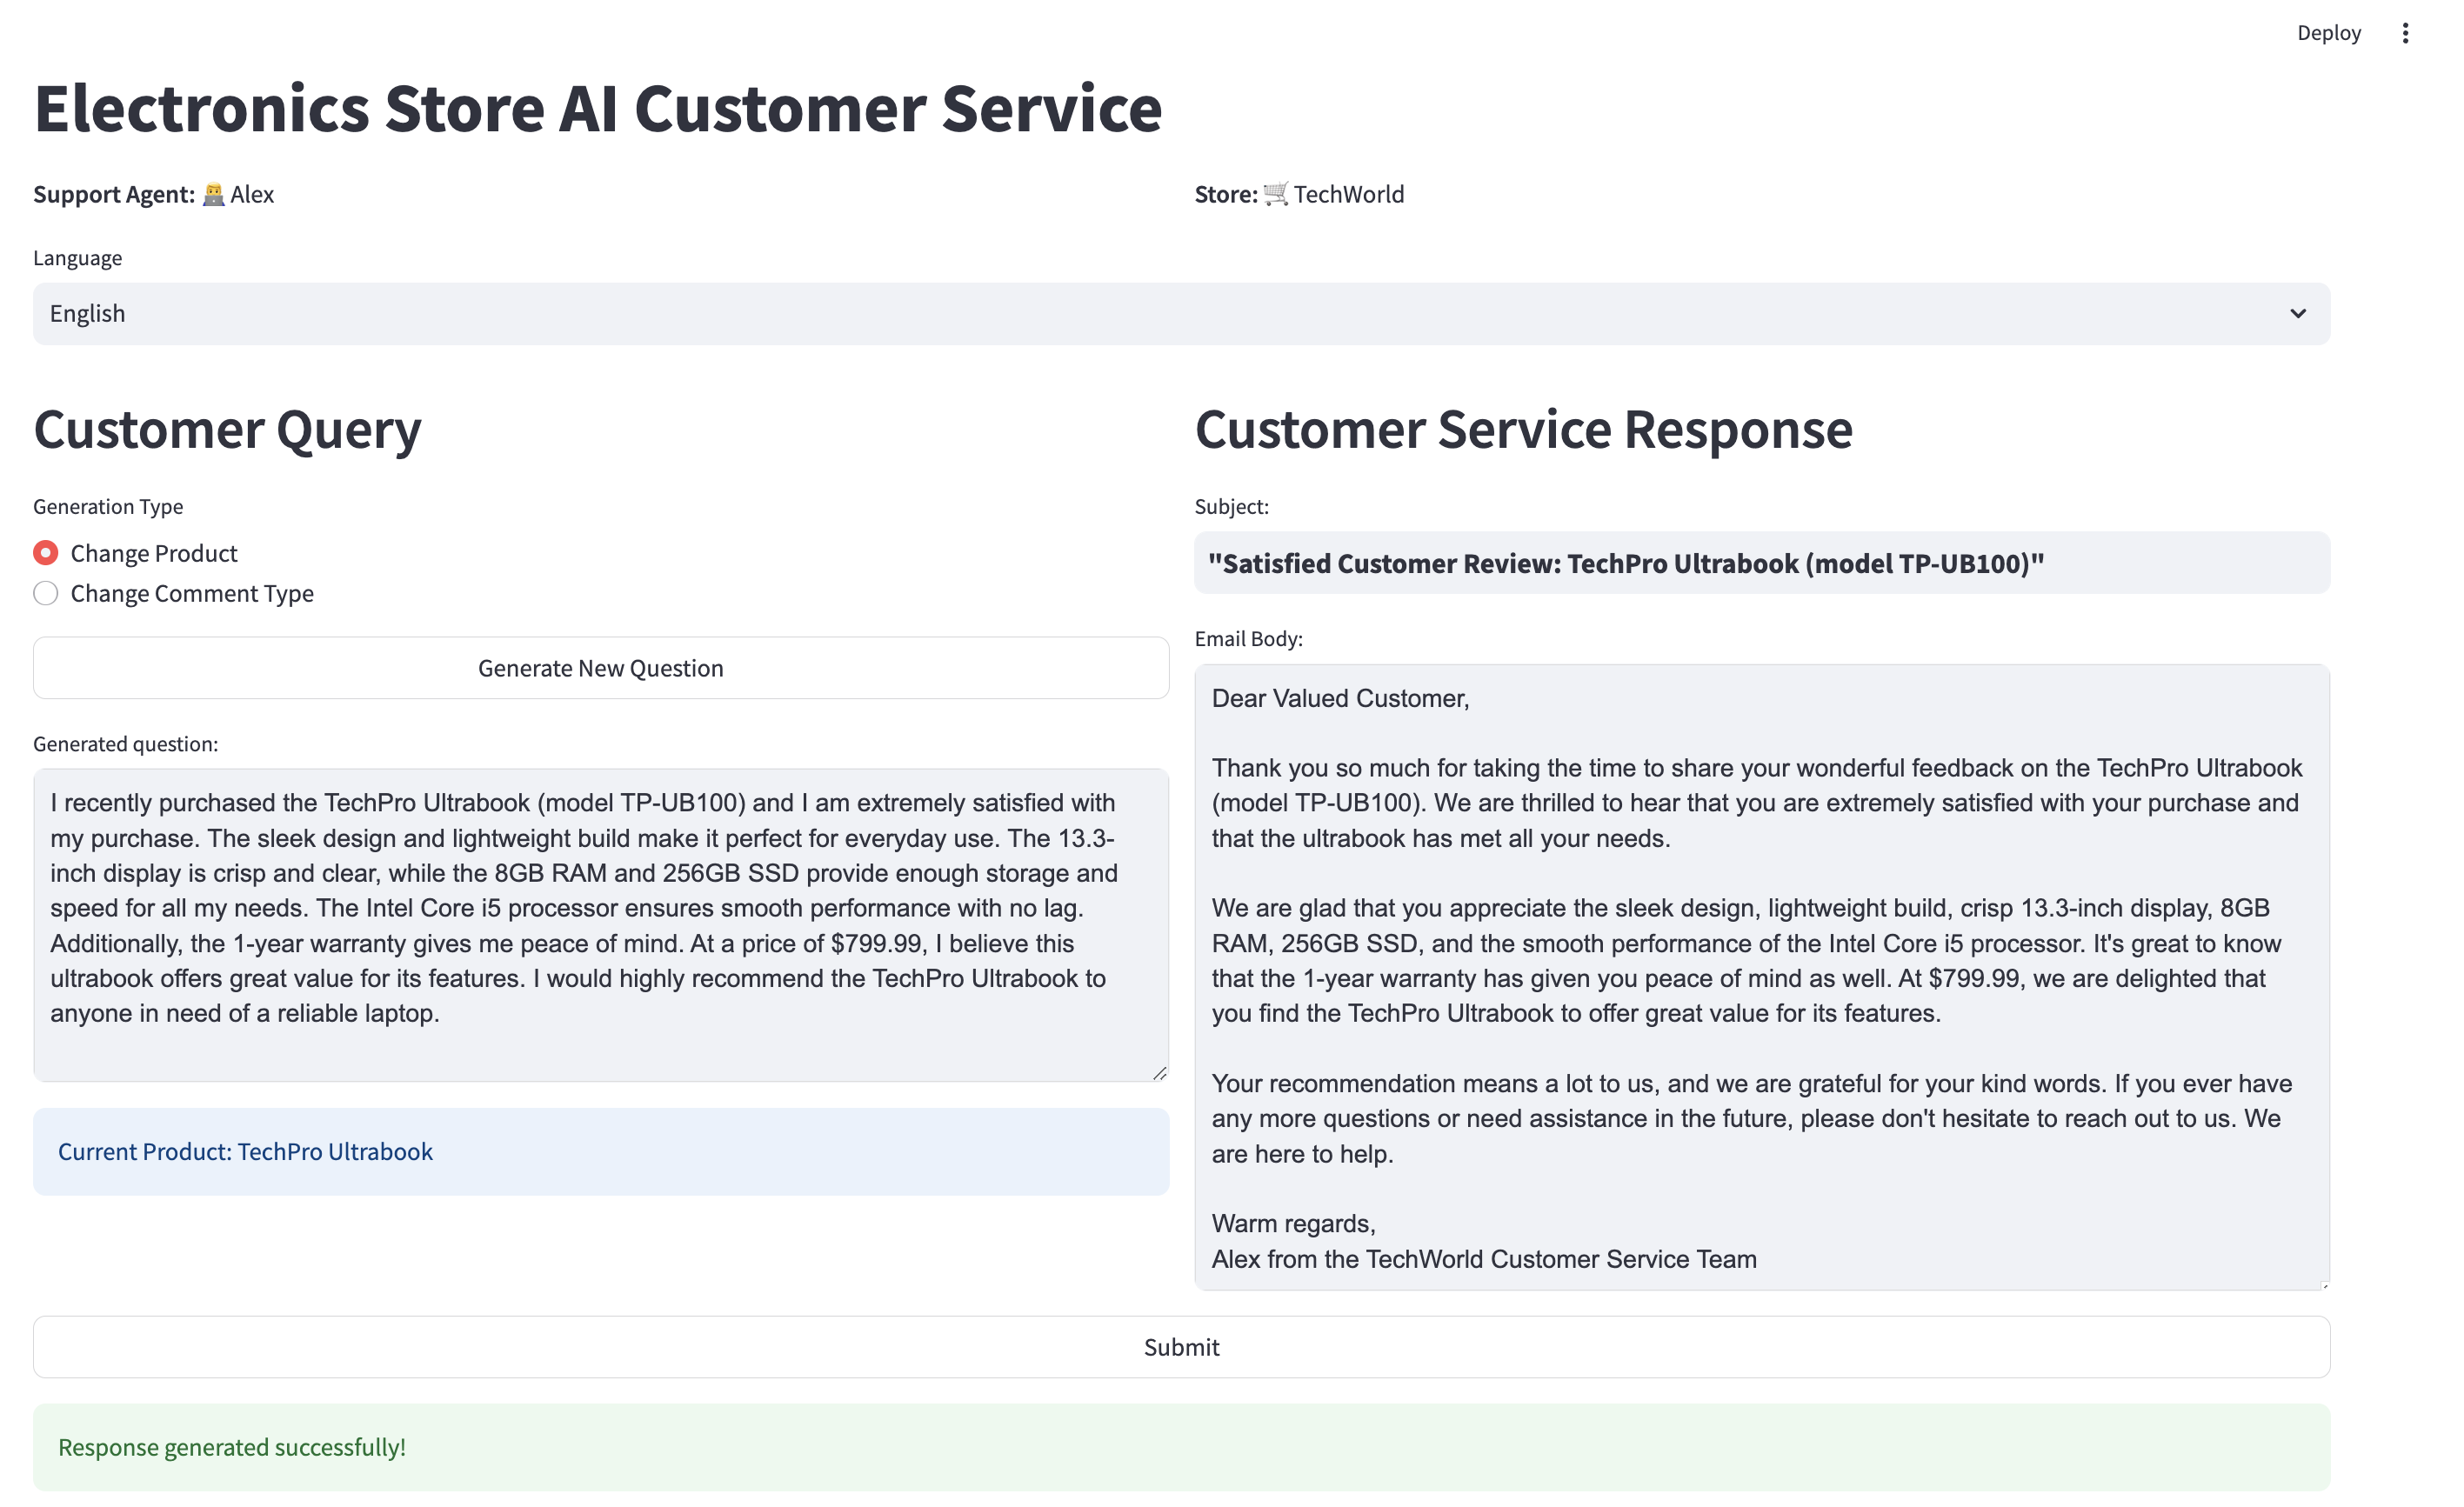 Deploy
Electronics Store AI Customer Service
Support Agent: 👨‍💻 Alex
Store: 🛒 TechWorld
Language
English
Customer Query
Generation Type
Change Product
Change Comment Type
Generate New Question
Generated question:
I recently purchased the TechPro Ultrabook (model TP-UB100) and I am extremely satisfied with
my purchase. The sleek design and lightweight build make it perfect for everyday use. The 13.3-
inch display is crisp and clear, while the 8GB RAM and 256GB SSD provide enough storage and
speed for all my needs. The Intel Core i5 processor ensures smooth performance with no lag.
Additionally, the 1-year warranty gives me peace of mind. At a price of $799.99, I believe this
ultrabook offers great value for its features. I would highly recommend the TechPro Ultrabook to
anyone in need of a reliable laptop.
Current Product: TechPro Ultrabook
Customer Service Response
Subject:
"Satisfied Customer Review: TechPro Ultrabook (model TP-UB100)"
Email Body:
Dear Valued Customer,
Thank you so much for taking the time to share your wonderful feedback on the TechPro Ultrabook
(model TP-UB100). We are thrilled to hear that you are extremely satisfied with your purchase and
that the ultrabook has met all your needs.
We are glad that you appreciate the sleek design, lightweight build, crisp 13.3-inch display, 8GB
RAM, 256GB SSD, and the smooth performance of the Intel Core i5 processor. It's great to know
that the 1-year warranty has given you peace of mind as well. At $799.99, we are delighted that
you find the TechPro Ultrabook to offer great value for its features.
Your recommendation means a lot to us, and we are grateful for your kind words. If you ever have
any more questions or need assistance in the future, please don't hesitate to reach out to us. We
are here to help.
Warm regards,
Alex from the TechWorld Customer Service Team
Submit
Response generated successfully!